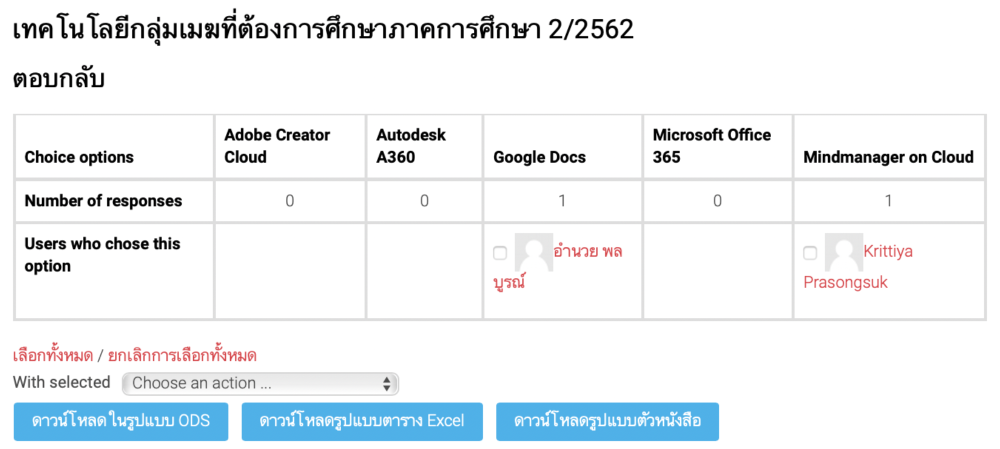 เทคโนโลยีกลุ่มเมฆที่ต้องการศึกษาภาคการศึกษา 2/2562
ตอบกลับ
Choice options
Adobe Creator
Cloud
Autodesk
A360
Google Docs
Microsoft Office
365
Mindmanager on Cloud
Number of responses
0
0
1
0
1
Users who chose this
option
อำนวย พล
บูรณ์
Krittiya
Prasongsuk
เลือกทั้งหมด / ยกเลิกการเลือกทั้งหมด
With selected Choose an action ...
ดาวน์โหลดในรูปแบบ ODS
ดาวน์โหลดรูปแบบตาราง Excel
ดาวน์โหลดรูปแบบตัวหนังสือ